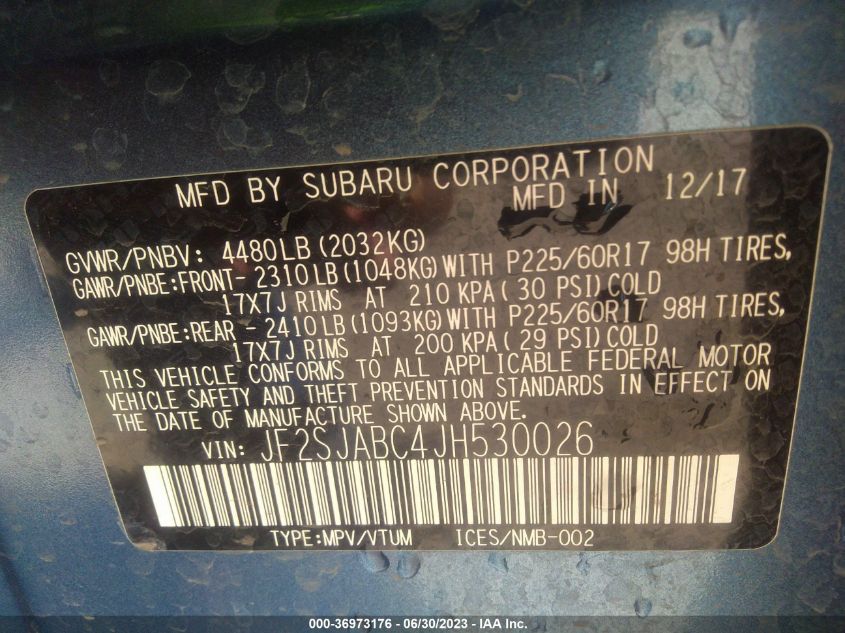 MFD BY SUBARU CORPORATION
MFD IN 12/17
GVWR/PNBV: 4480LB (2032KG)
GAWR/PNBE:FRONT- 2310LB (1048KG) WITH P225/60R17 98H TIRES,
17X7J RIMS AT 210 KPA( 30 PSI) COLD
GAWR/PNBE:REAR - 2410LB (1093KG) WITH P225/60R17 98H TIRES,
17X7J RIMS AT 200 KPA( 29 PSI) COLD
THIS VEHICLE CONFORMS TO ALL APPLICABLE FEDERAL MOTOR
VEHICLE SAFETY AND THEFT PREVENTION STANDARDS IN EFFECT ON
THE DATE OF MANUFACTURE SHOWN ABOVE.
VIN: JF2SJABC4JH530026
TYPE:MPV/VTUM ICES/NMB-002
000-36973176 - 06/30/2023 - IAA Inc.